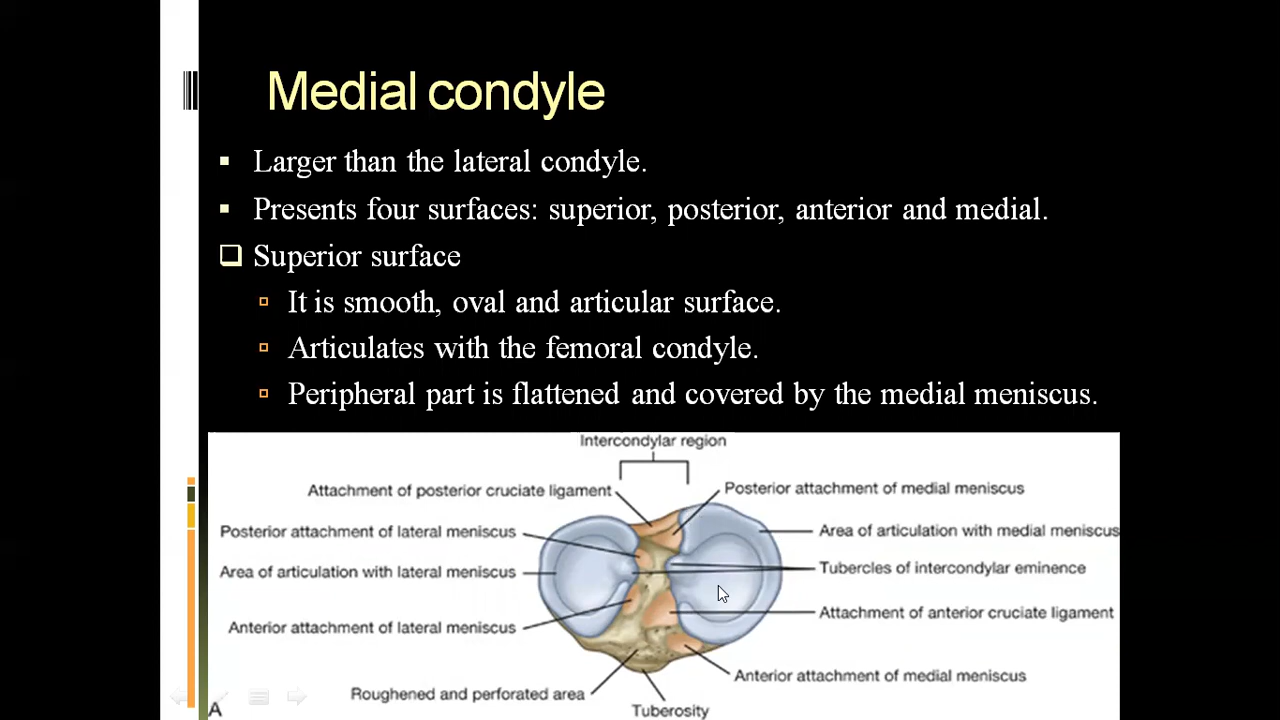 Medial condyle
Larger than the lateral condyle.
Presents four surfaces: superior, posterior, anterior and medial.
Superior surface
It is smooth, oval and articular surface.
Articulates with the femoral condyle.
Peripheral part is flattened and covered by the medial meniscus.
Intercondylar region
Attachment of posterior cruciate ligament
Posterior attachment of medial meniscus
Posterior attachment of lateral meniscus
Area of articulation with medial meniscus
Area of articulation with lateral meniscus
Tubercles of intercondylar eminence
Anterior attachment of lateral meniscus
Attachment of anterior cruciate ligament
Anterior attachment of medial meniscus
Roughened and perforated area
Tuberosity
A